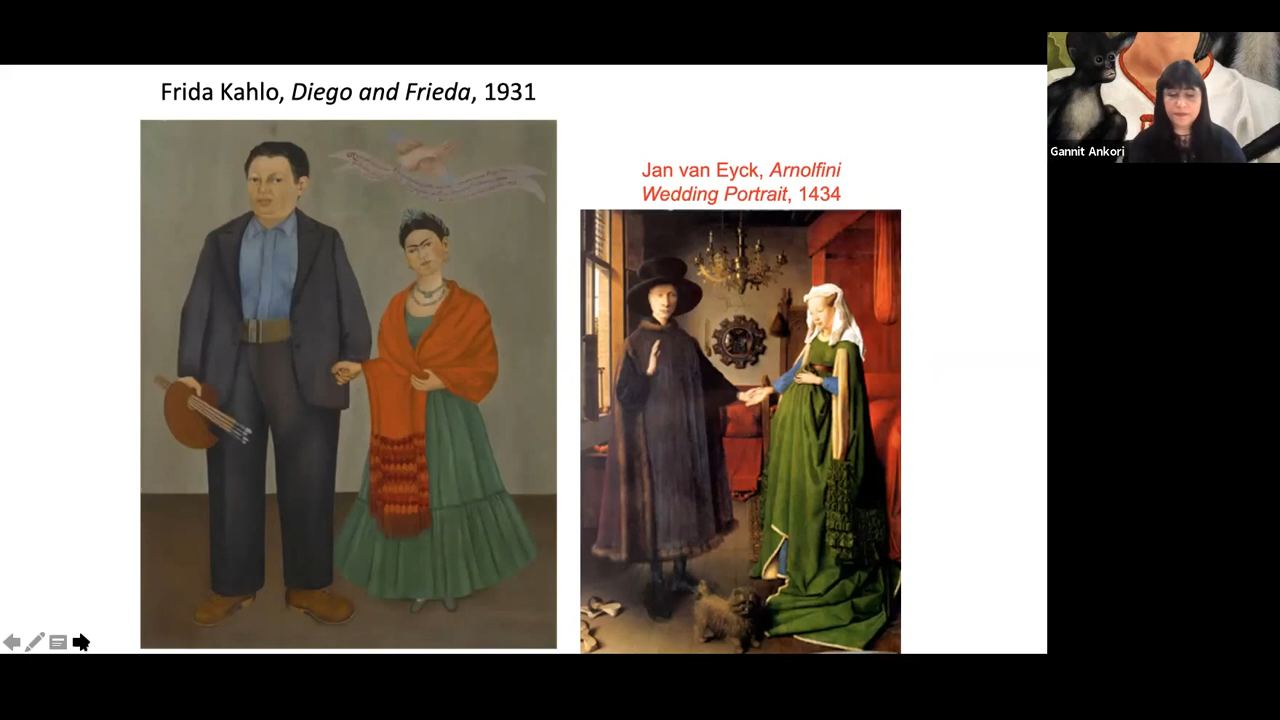 Frida Kahlo, Diego and Frieda, 1931
Jan van Eyck, Arnolfini
Wedding Portrait, 1434
Gannit Ankori